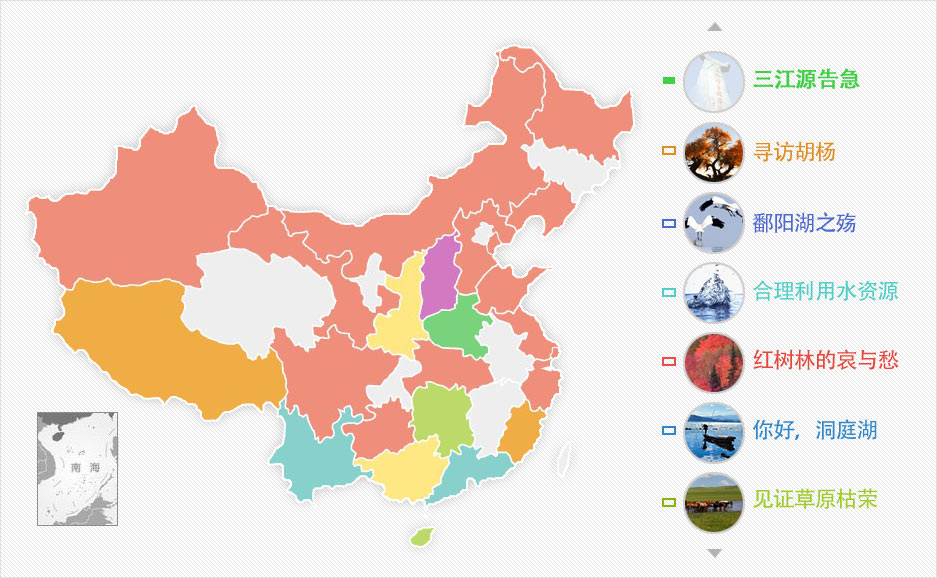 三江源告急
寻访胡杨
鄱阳湖之殇
合理利用水资源
红树林的哀与愁
你好，洞庭湖
见证草原枯荣
南 海